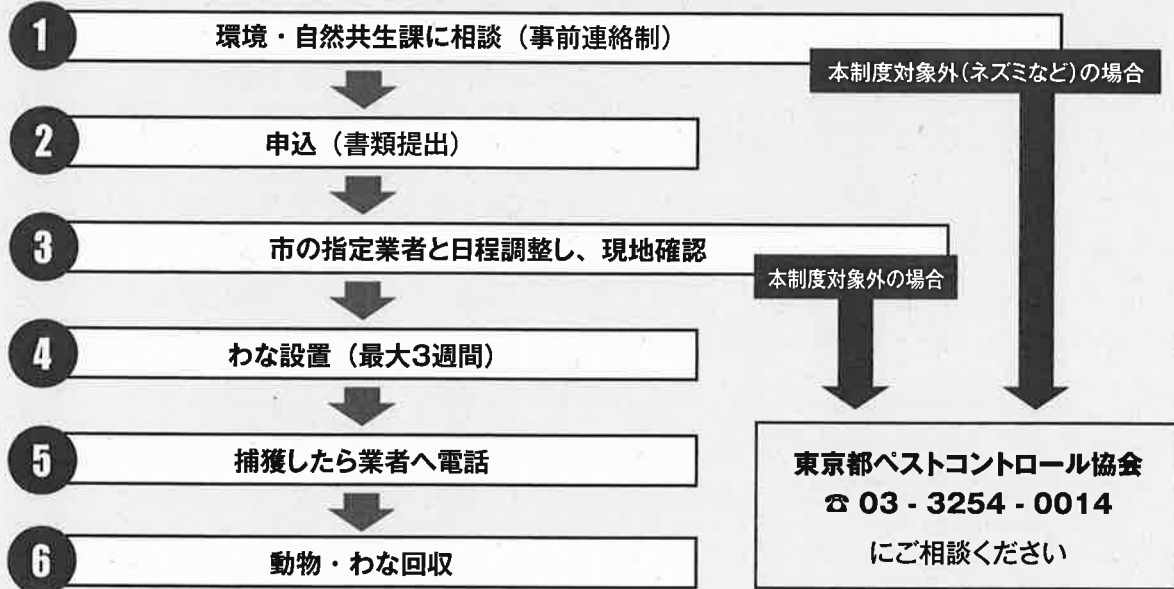 1 環境・自然共生課に相談（事前連絡制）
本制度対象外（ネズミなど）の場合
2 申込（書類提出）
3 市の指定業者と日程調整し、現地確認
本制度対象外の場合
4 わな設置（最大3週間）
5 捕獲したら業者へ電話
6 動物・わな回収
東京都ペストコントロール協会
☎ 03 - 3254 - 0014
にご相談ください